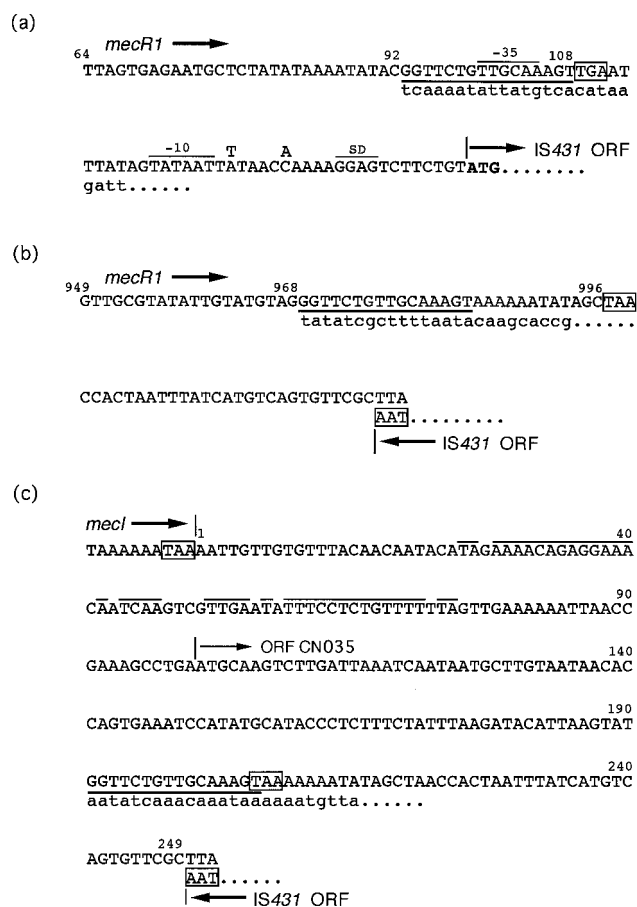 (a)
mecR1
64 92 -35 108
TTAGTGAGAATGCTCTATATAAAATATACGGTTCTGTTGCAAAGTTGAAT
tcaaaatattatgtcacataa
-10 T A SD IS431 ORF
TTATAGTATAATTATAACCAAAAGGAGTCTTCTGTATG........
gatt......
(b)
mecR1
949 968 996
GTTGCGTATATTGTATGTAGGGTTCTGTTGCAAAGTAAAAAATATAGCTAA
tatatcgcttttaatacaagcaccg......
CCACTAATTTATCATGTCAGTGTTCGCTTA
AAT.........
IS431 ORF
(c)
mecI
1 40
TAAAAAATAAAATTGTTGTGTTTACAACAATACATAGAAAACAGAGGAAA
90
CAATCAAGTCGTTGAATATTTCCTCTGTTTTTTAGTTGAAAAAATTAACC
ORF CN035 140
GAAAGCCTGAATGCAAGTCTTGATTAAATCAATAATGCTTGTAATAACAC
190
CAGTGAAATCCATATGCATACCCTCTTTCTATTTAAGATACATTAAGTAT
240
GGTTCTGTTGCAAAGTAAAAAAATATAGCTAACCACTAATTTATCATGTC
aatatcaaacaaataaaaaatgtta......
249
AGTGTTCGCTTA
AAT......
IS431 ORF